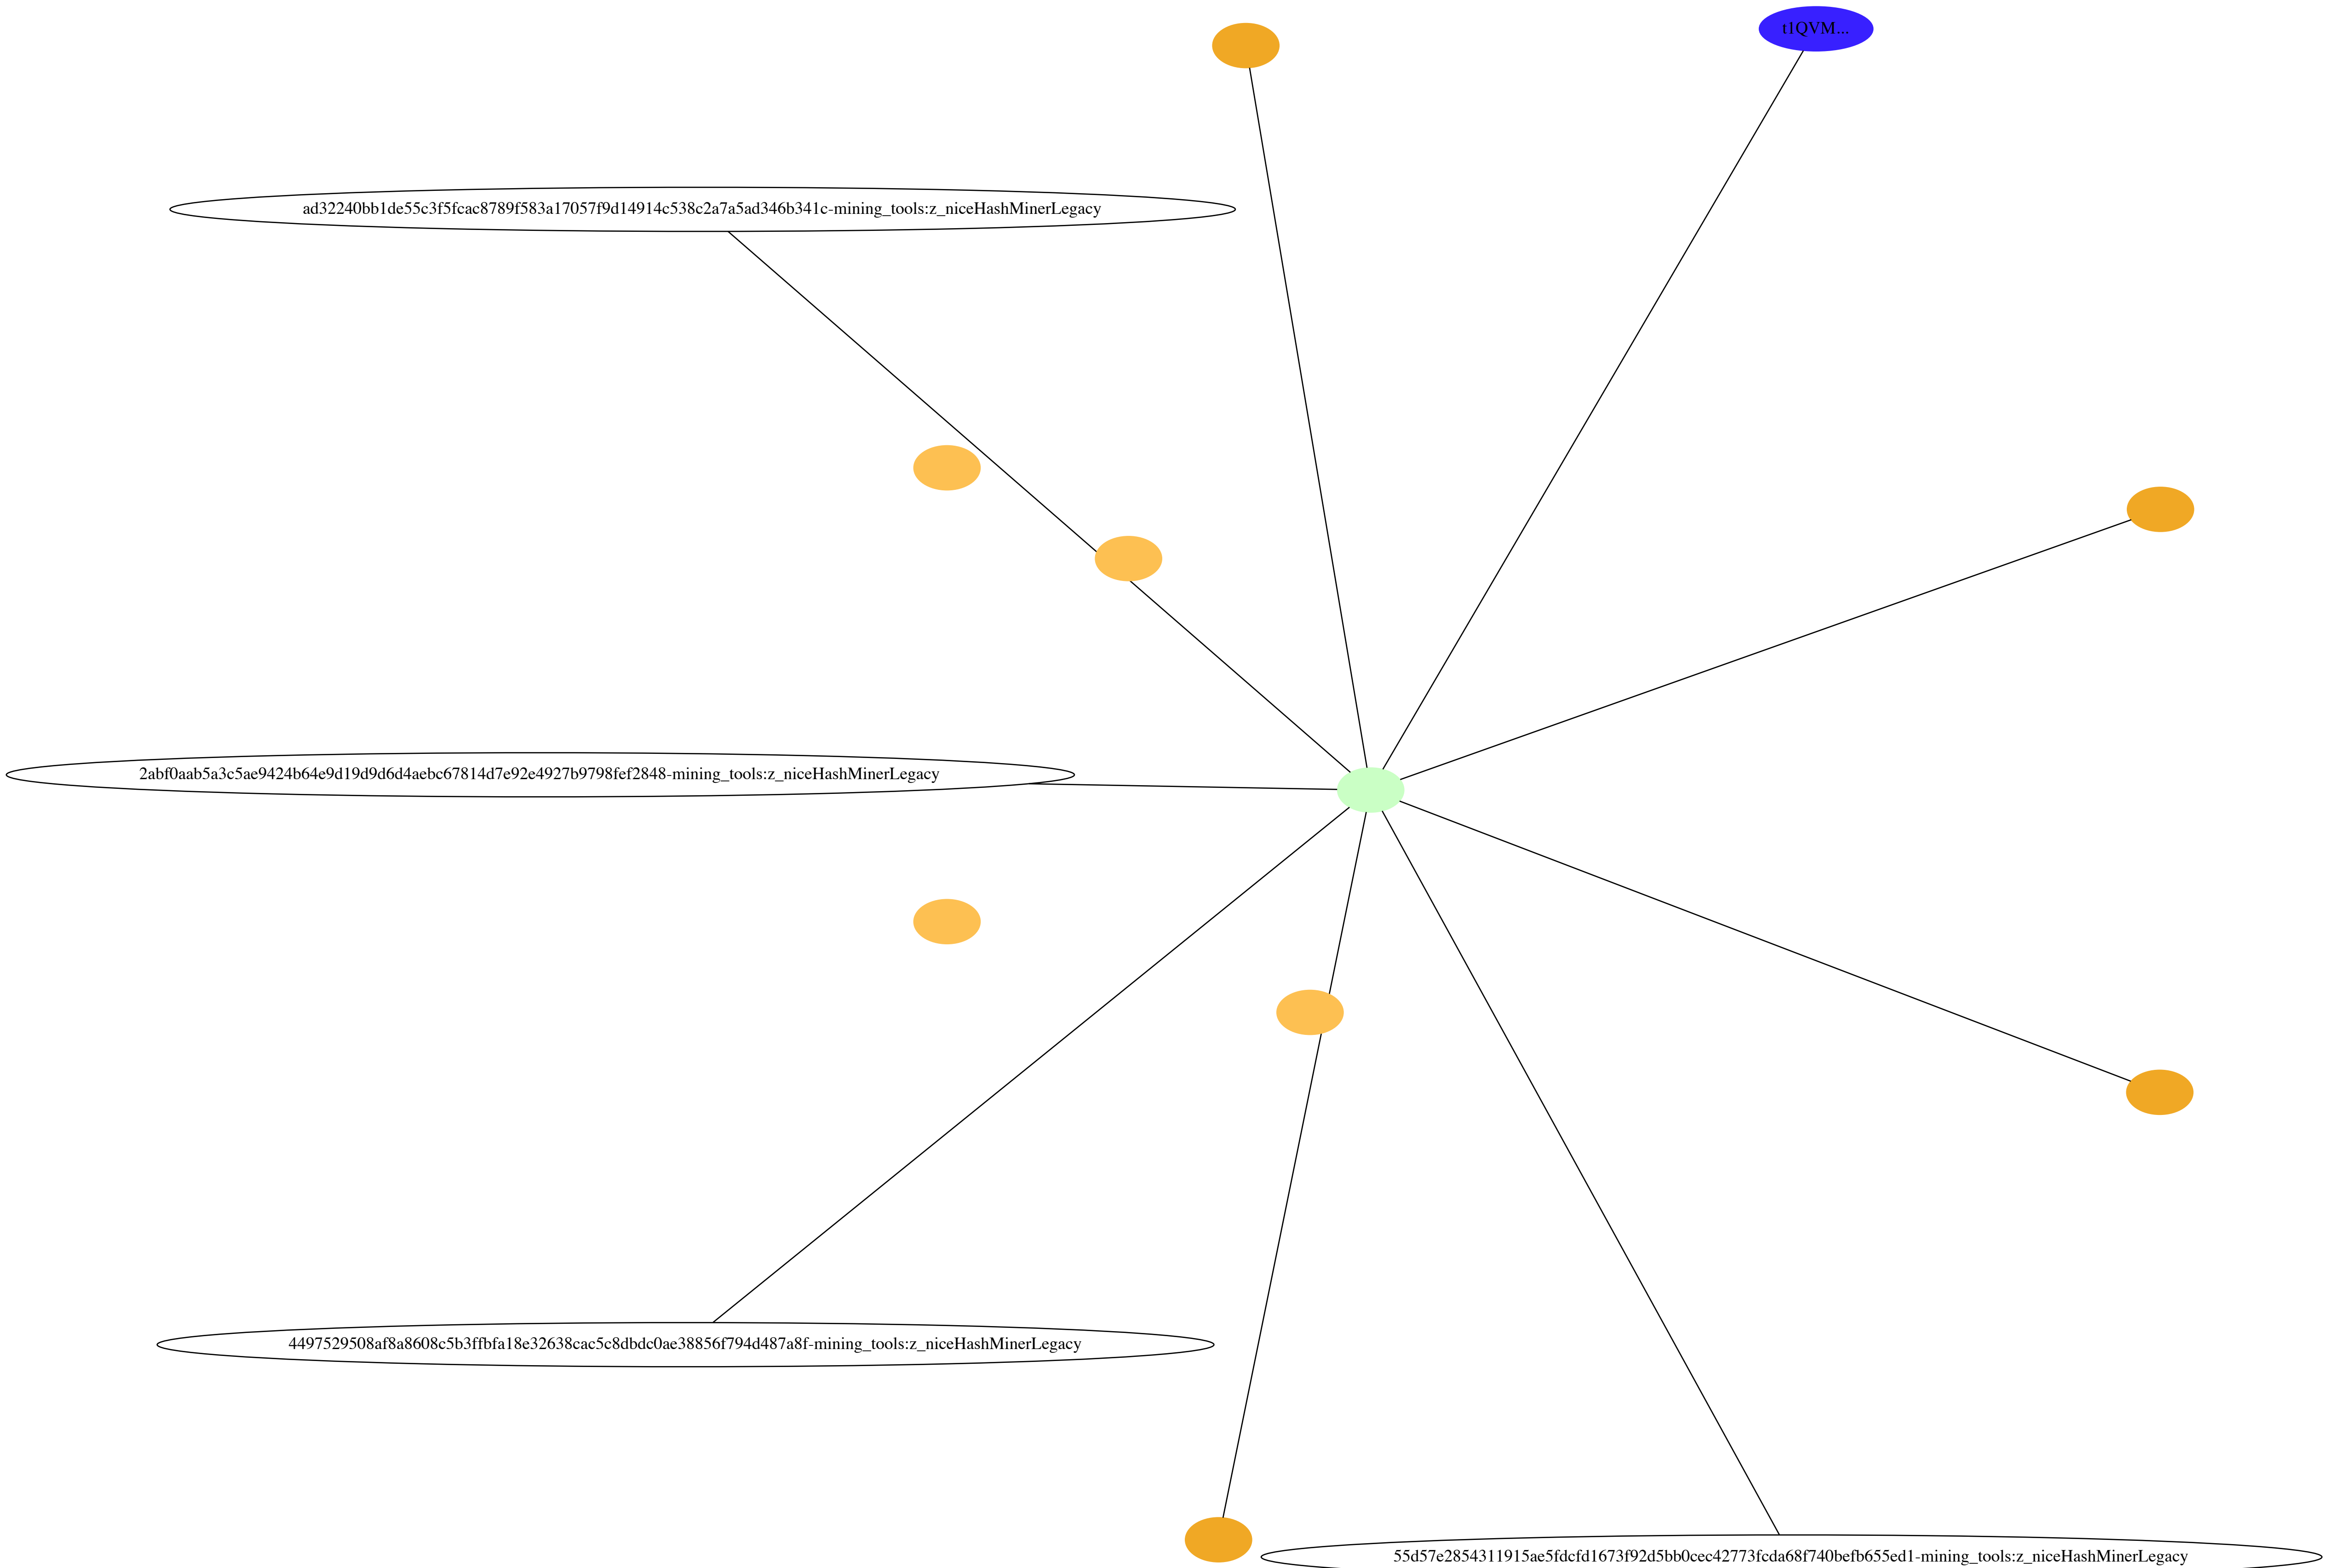 t1QVM...
ad32240bb1de55c3f5fcac8789f583a17057f9d14914c538c2a7a5ad346b341c-mining_tools:z_niceHashMinerLegacy
2abf0aab5a3c5ae9424b64e9d19d9d6d4aebc67814d7e92e4927b9798fef2848-mining_tools:z_niceHashMinerLegacy
4497529508af8a8608c5b3ffbfa18e32638cac5c8dbdc0ae38856f794d487a8f-mining_tools:z_niceHashMinerLegacy
55d57e2854311915ae5fdcfd1673f92d5bb0cec42773fcda68f740befb655ed1-mining_tools:z_niceHashMinerLegacy